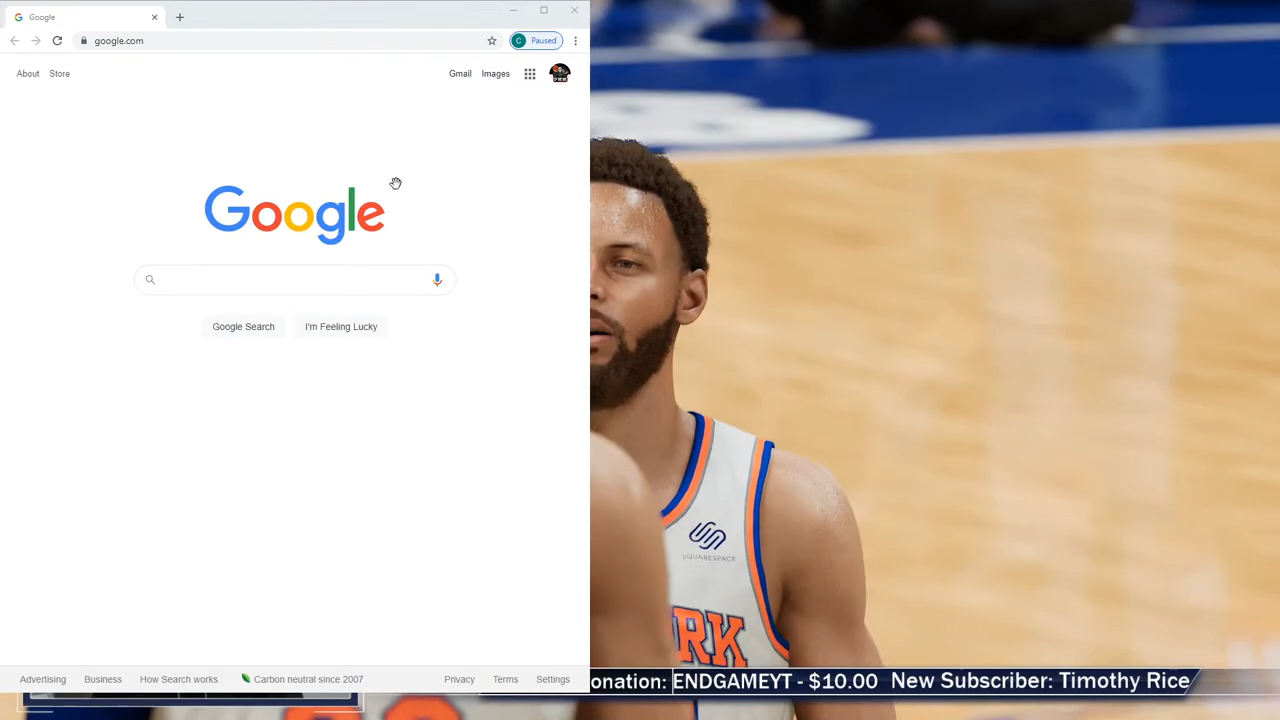 Google
google.com
C Paused
About Store
Gmail Images
Google
Google Search I'm Feeling Lucky
SQUARESPACE
RK
Advertising Business How Search works Carbon neutral since 2007
Privacy Terms Settings
onation: ENDGAMEYT - $10.00 New Subscriber: Timothy Rice